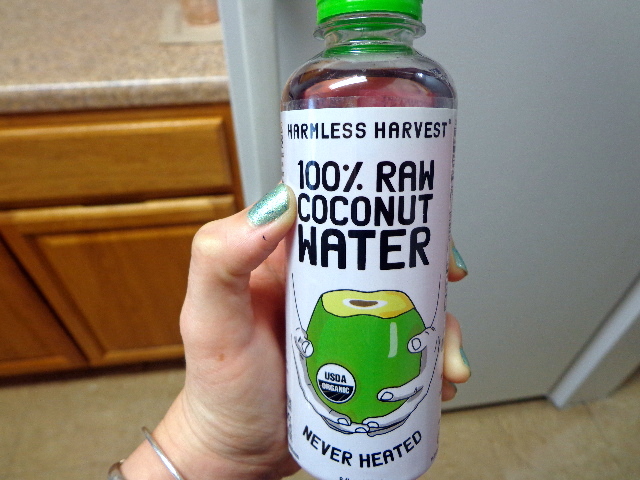 HARMLESS HARVEST®
100% RAW
COCONUT
WATER
USDA
ORGANIC
NEVER HEATED